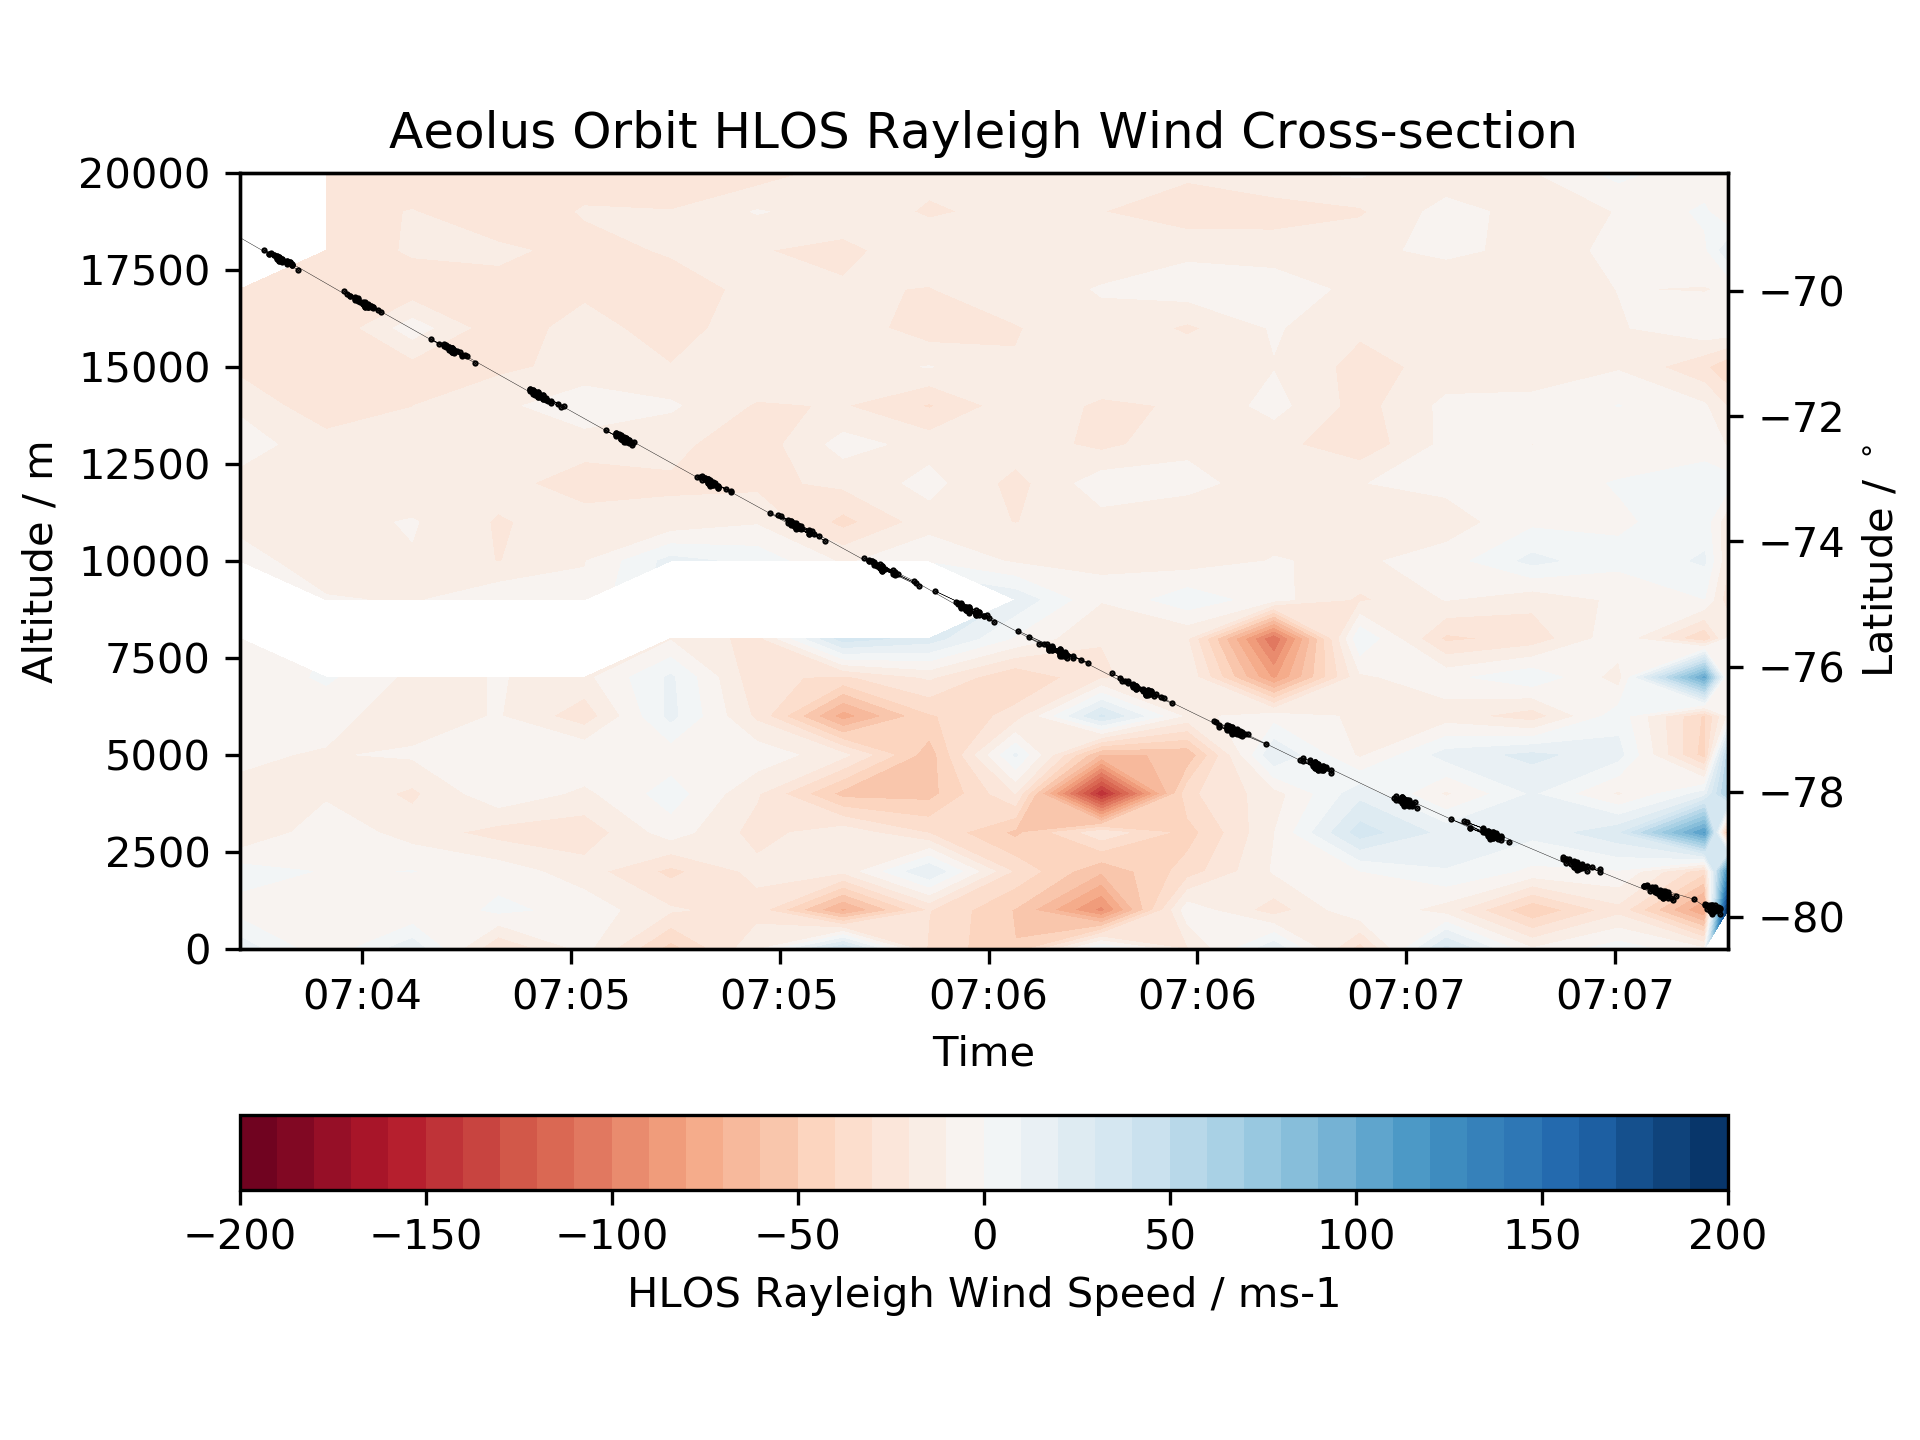 Aeolus Orbit HLOS Rayleigh Wind Cross-section
20000
17500
15000
12500
10000
7500
5000
2500
0
Altitude / m
−70
−72
−74
−76
−78
−80
Latitude / °
07:04 07:05 07:05 07:06 07:06 07:07 07:07
Time
−200 −150 −100 −50 0 50 100 150 200
HLOS Rayleigh Wind Speed / ms-1